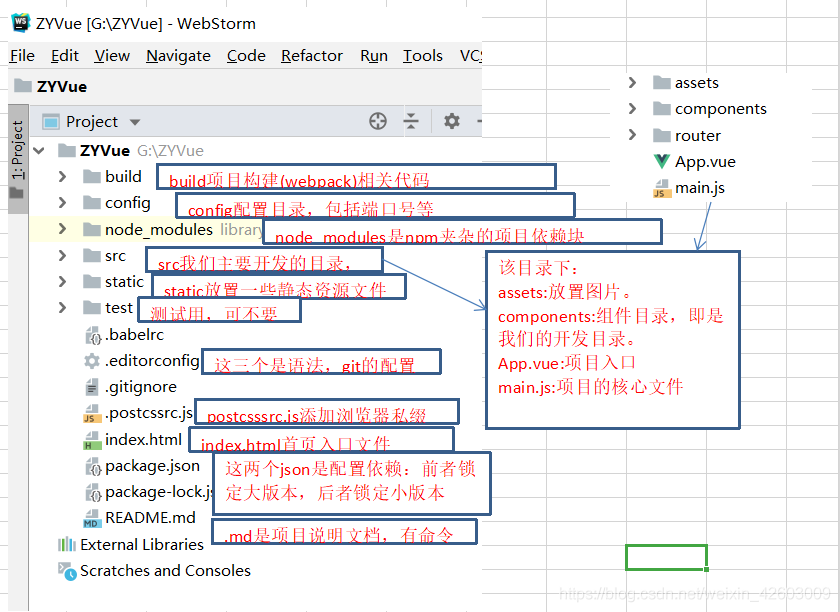 ZYVue [G:\ZYVue] - WebStorm
File Edit View Navigate Code Refactor Run Tools
ZYVue
1: Project
Project
ZYVue G:\ZYVue
build
build项目构建(webpack)相关代码
config
config配置目录，包括端口号等
node_modules library
node_modules是npm夹杂的项目依赖块
src
src我们主要开发的目录，
static
static放置一些静态资源文件
test
测试用，可不要
.babelrc
.editorconfig
这三个是语法，git的配置
.gitignore
.postcssrc.js
postcsssrc.js添加浏览器私缀
index.html
index.html首页入口文件
package.json
这两个json是配置依赖：前者锁
定大版本，后者锁定小版本
package-lock.js
README.md
.md是项目说明文档，有命令
External Libraries
Scratches and Consoles
assets
components
router
App.vue
main.js
该目录下：
assets:放置图片。
components:组件目录，即是
我们的开发目录。
App.vue:项目入口
main.js:项目的核心文件
https://blog.csdn.net/weixin_42603009